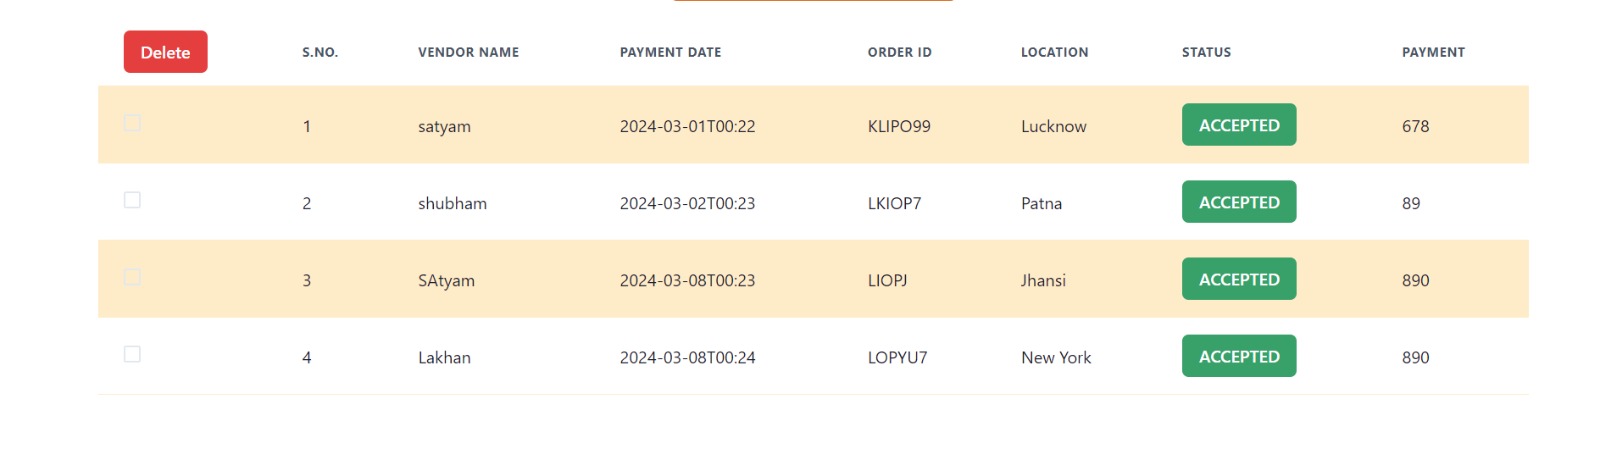 Delete S.NO. VENDOR NAME PAYMENT DATE ORDER ID LOCATION STATUS PAYMENT
1 satyam 2024-03-01T00:22 KLIPO99 Lucknow ACCEPTED 678
2 shubham 2024-03-02T00:23 LKIOP7 Patna ACCEPTED 89
3 SAtyam 2024-03-08T00:23 LIOPJ Jhansi ACCEPTED 890
4 Lakhan 2024-03-08T00:24 LOPYU7 New York ACCEPTED 890